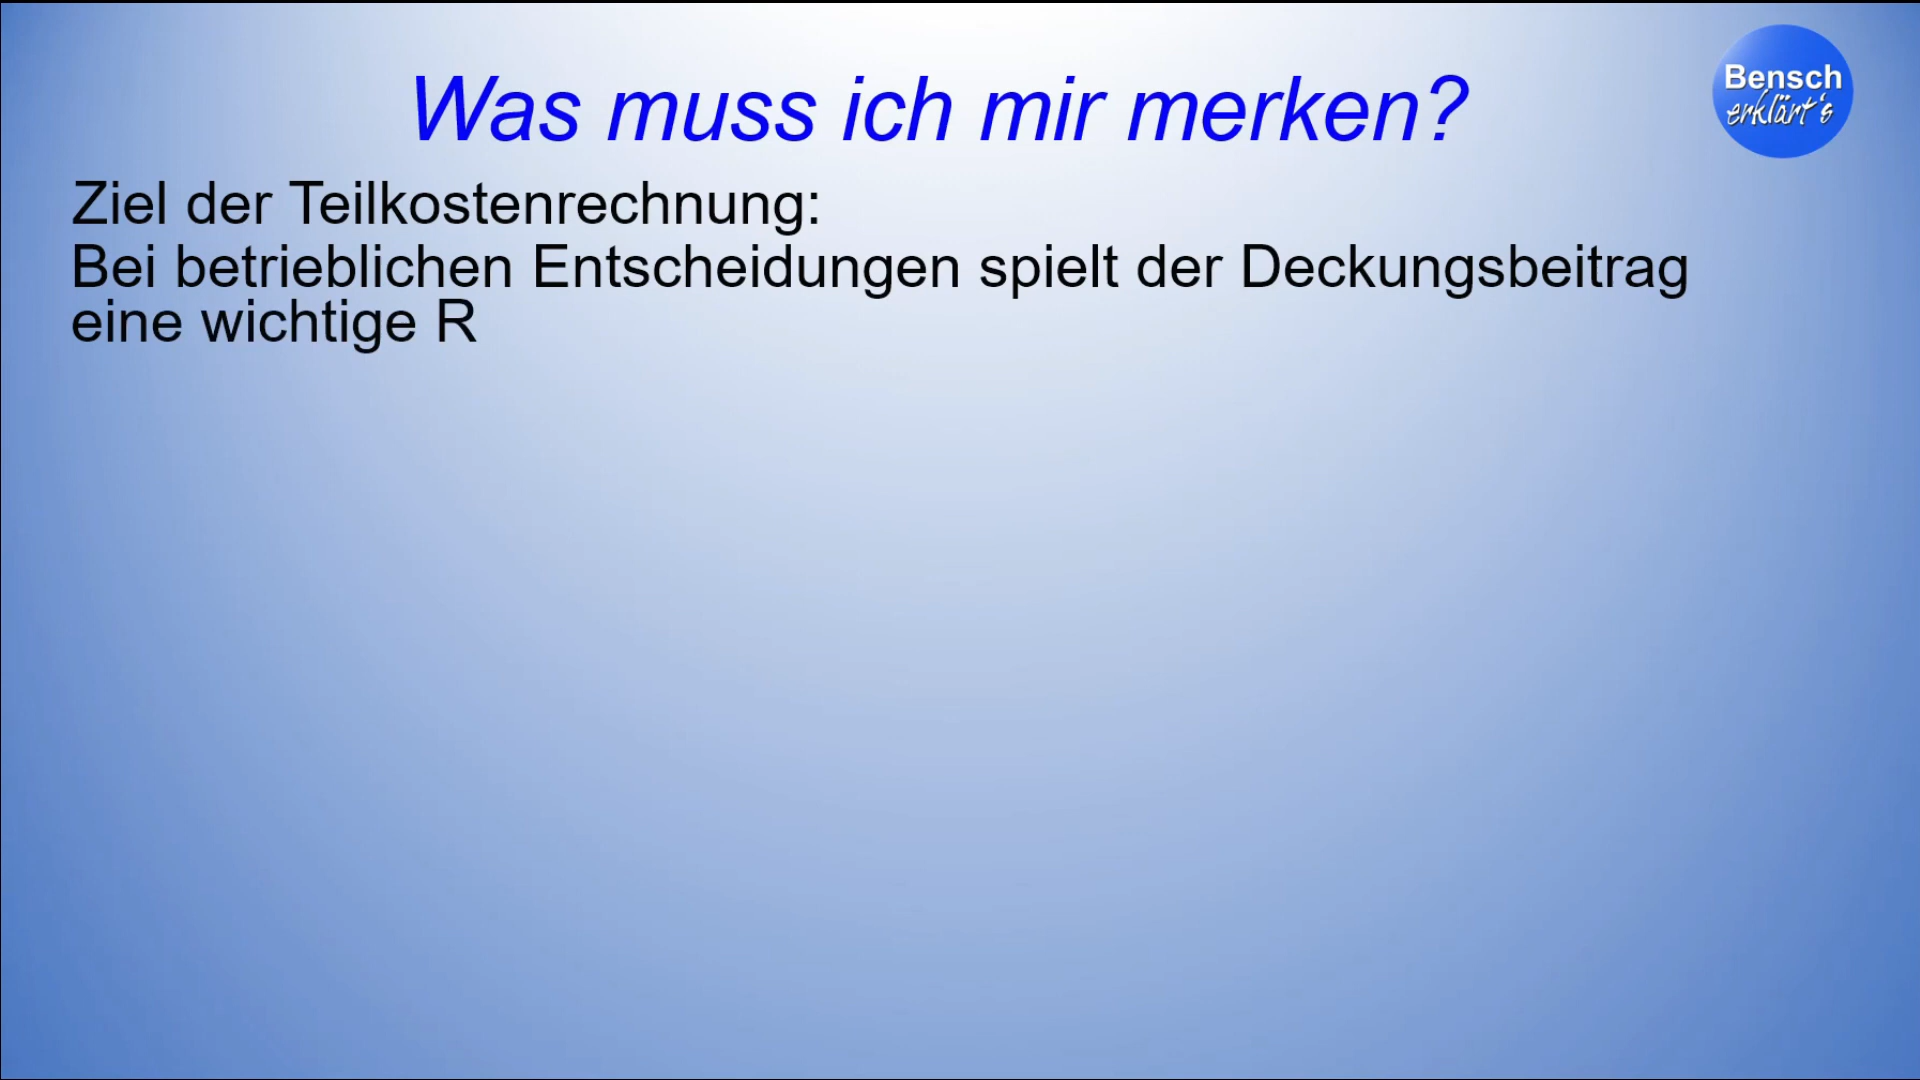 Was muss ich mir merken?
Bensch
erklärt's
Ziel der Teilkostenrechnung:
Bei betrieblichen Entscheidungen spielt der Deckungsbeitrag
eine wichtige R